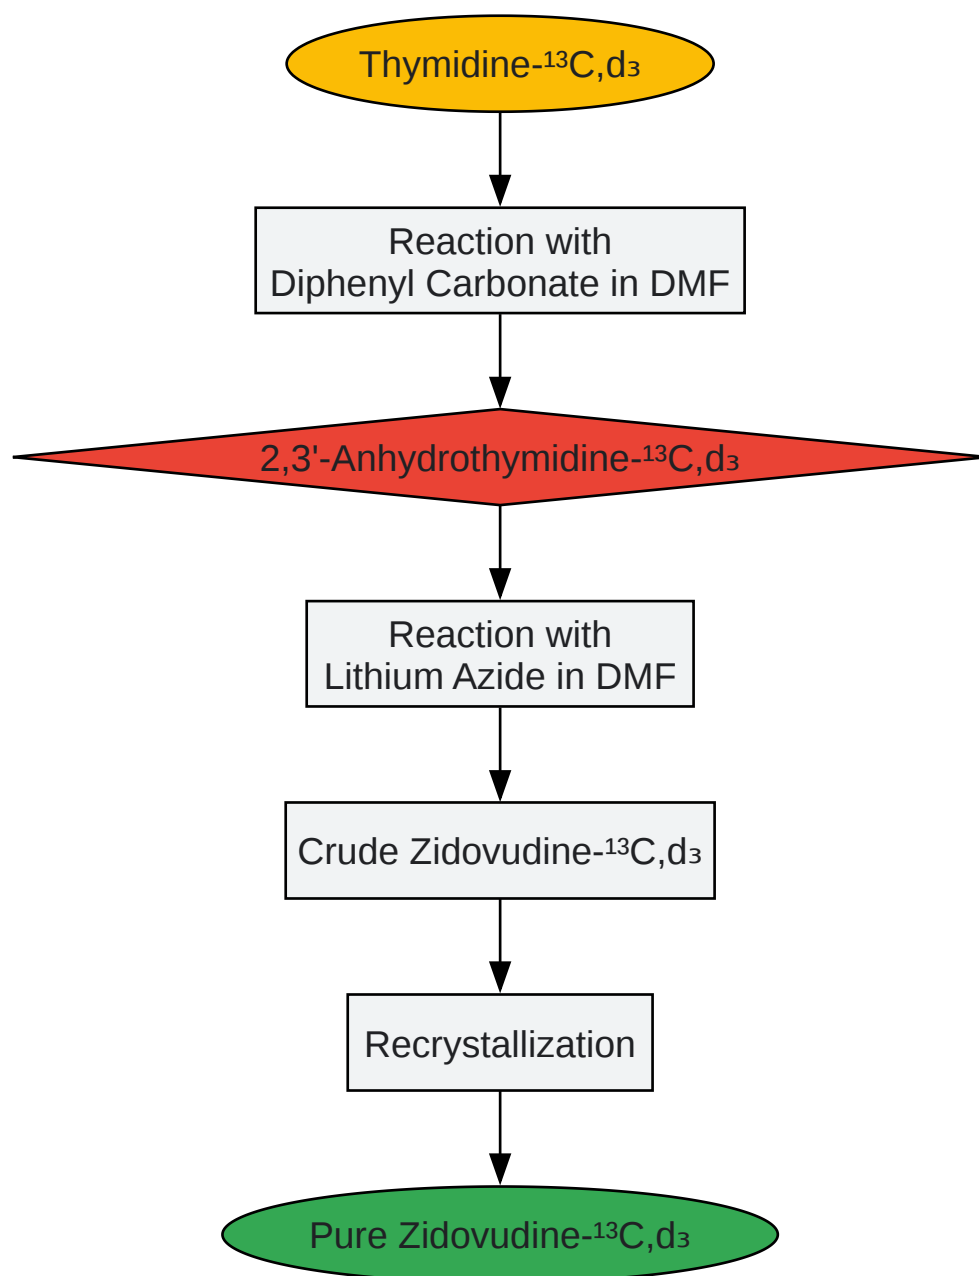 Thymidine-¹³C,d₃
Reaction with
Diphenyl Carbonate in DMF
2,3'-Anhydrothymidine-¹³C,d₃
Reaction with
Lithium Azide in DMF
Crude Zidovudine-¹³C,d₃
Recrystallization
Pure Zidovudine-¹³C,d₃